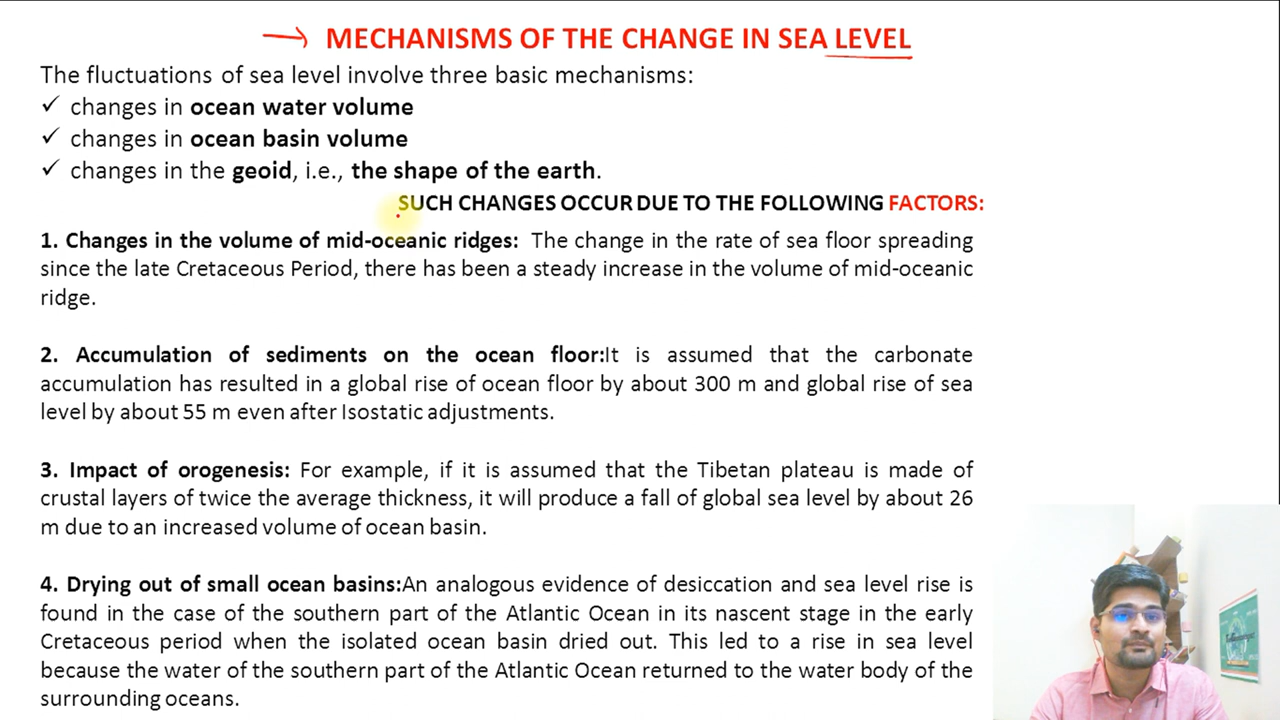 MECHANISMS OF THE CHANGE IN SEA LEVEL
The fluctuations of sea level involve three basic mechanisms:
✓ changes in ocean water volume
✓ changes in ocean basin volume
✓ changes in the geoid, i.e., the shape of the earth.
SUCH CHANGES OCCUR DUE TO THE FOLLOWING FACTORS:
1. Changes in the volume of mid-oceanic ridges: The change in the rate of sea floor spreading
since the late Cretaceous Period, there has been a steady increase in the volume of mid-oceanic
ridge.
2. Accumulation of sediments on the ocean floor:It is assumed that the carbonate
accumulation has resulted in a global rise of ocean floor by about 300 m and global rise of sea
level by about 55 m even after Isostatic adjustments.
3. Impact of orogenesis: For example, if it is assumed that the Tibetan plateau is made of
crustal layers of twice the average thickness, it will produce a fall of global sea level by about 26
m due to an increased volume of ocean basin.
4. Drying out of small ocean basins:An analogous evidence of desiccation and sea level rise is
found in the case of the southern part of the Atlantic Ocean in its nascent stage in the early
Cretaceous period when the isolated ocean basin dried out. This led to a rise in sea level
because the water of the southern part of the Atlantic Ocean returned to the water body of the
surrounding oceans.